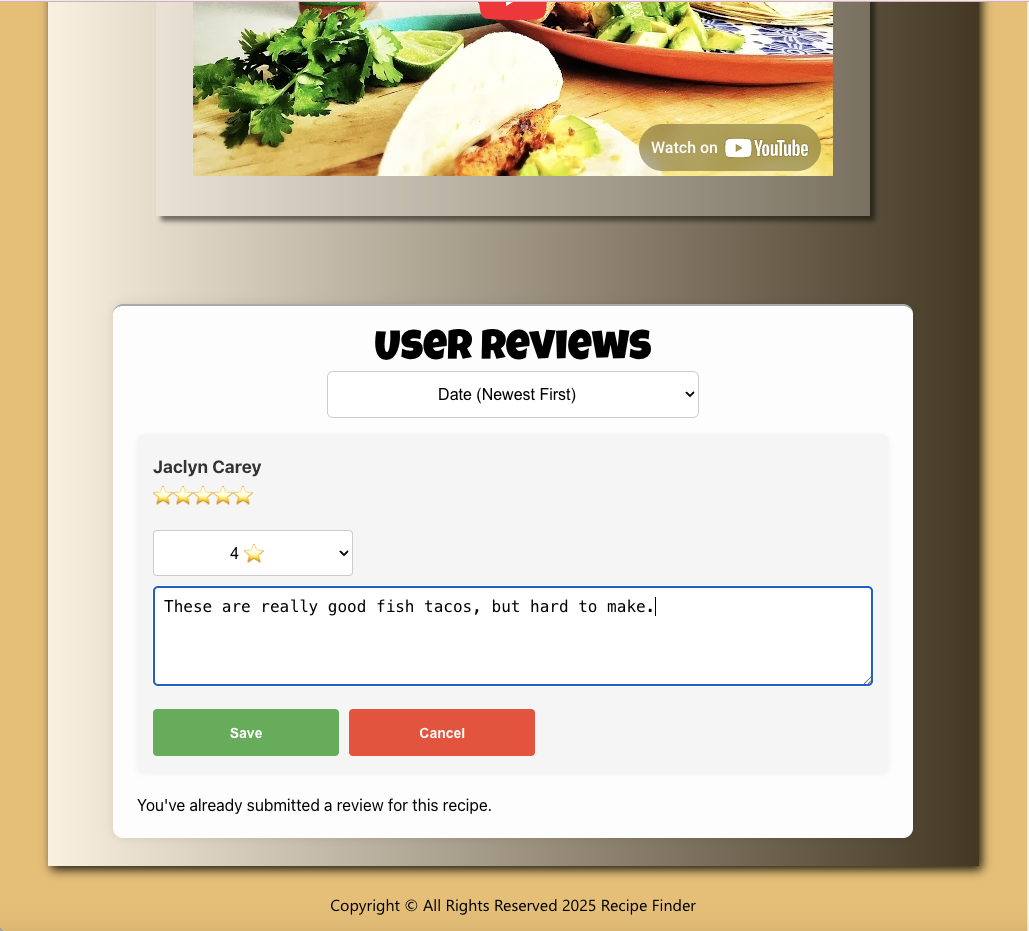 Watch on YouTube
User Reviews
Date (Newest First)
Jaclyn Carey
4
These are really good fish tacos, but hard to make.
Save Cancel
You've already submitted a review for this recipe.
Copyright © All Rights Reserved 2025 Recipe Finder